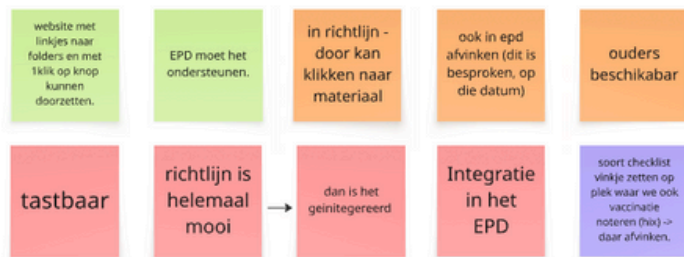 website met
linkjes naar
folders en met
1klik op knop
kunnen
doorzetten.
EPD moet het
ondersteunen.
in richtlijn -
door kan
klikken naar
materiaal
ook in epd
afvinken (dit is
besproken, op
die datum)
ouders
beschikabar
tastbaar
richtlijn is
helemaal
mooi
dan is het
geinitegereerd
Integratie
in het
EPD
soort checklist
vinkje zetten op
plek waar we ook
vaccinatie
noteren (hix) ->
daar afvinken.